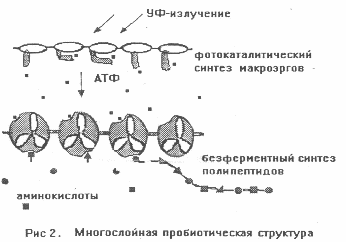 УФ-излучение
фотокаталитический
синтез макроэргов
АТФ
безферментный синтез
полипептидов
аминокислоты
Рис 2. Многослойная пробиотическая структура